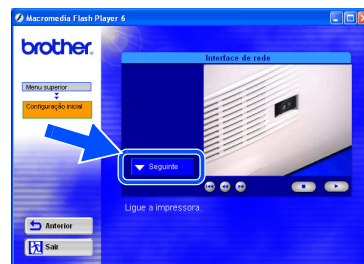 Macromedia Flash Player 6
brother.
Interface de rede
Menu superior
Configuração inicial
Seguinte
Ligue a impressora.
Anterior
Sair